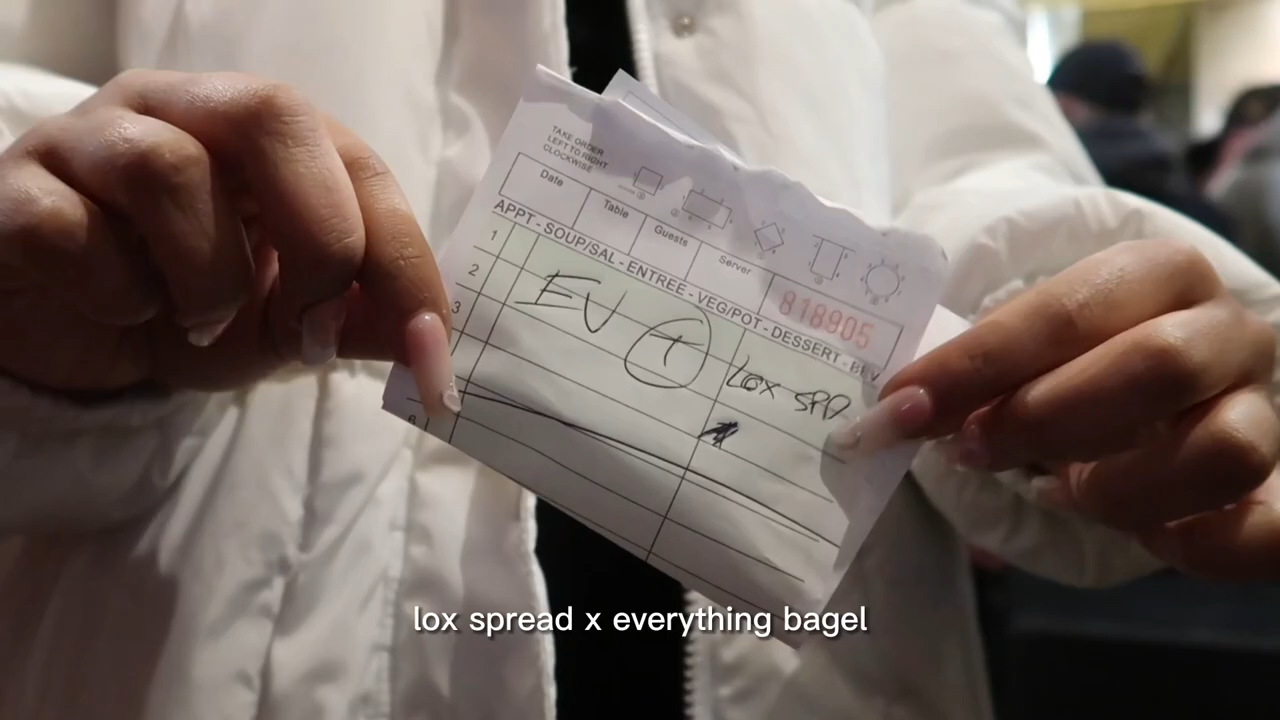 TAKE ORDER
LEFT TO RIGHT
CLOCKWISE
Date Table Guests Server 818905
APPT - SOUP/SAL - ENTREE - VEG/POT - DESSERT - BEV
1
2
3
EV + LOX SPD
6
lox spread x everything bagel